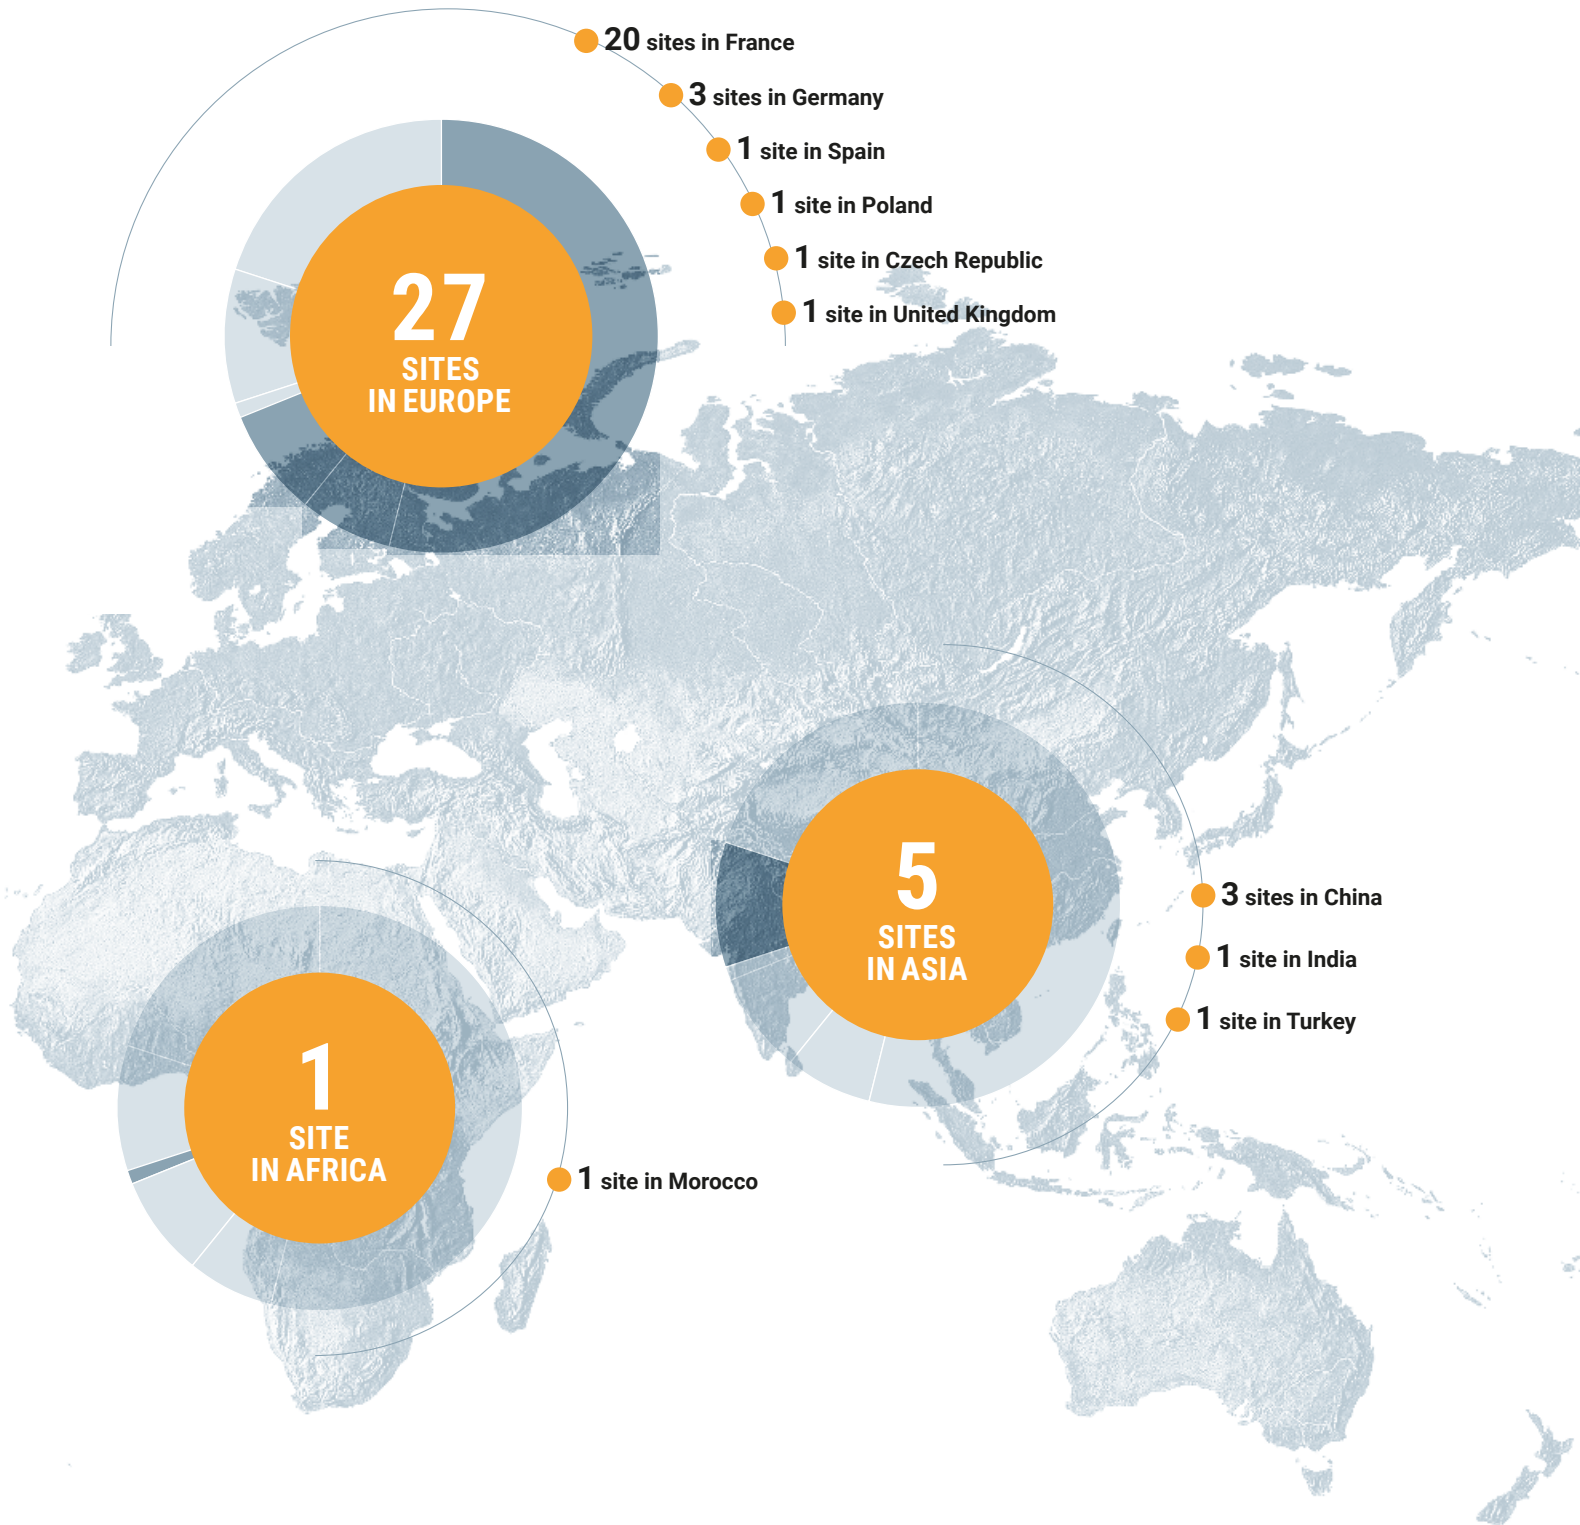 20 sites in France
3 sites in Germany
1 site in Spain
1 site in Poland
1 site in Czech Republic
1 site in United Kingdom
27
SITES
IN EUROPE
5
SITES
IN ASIA
3 sites in China
1 site in India
1 site in Turkey
1
SITE
IN AFRICA
1 site in Morocco